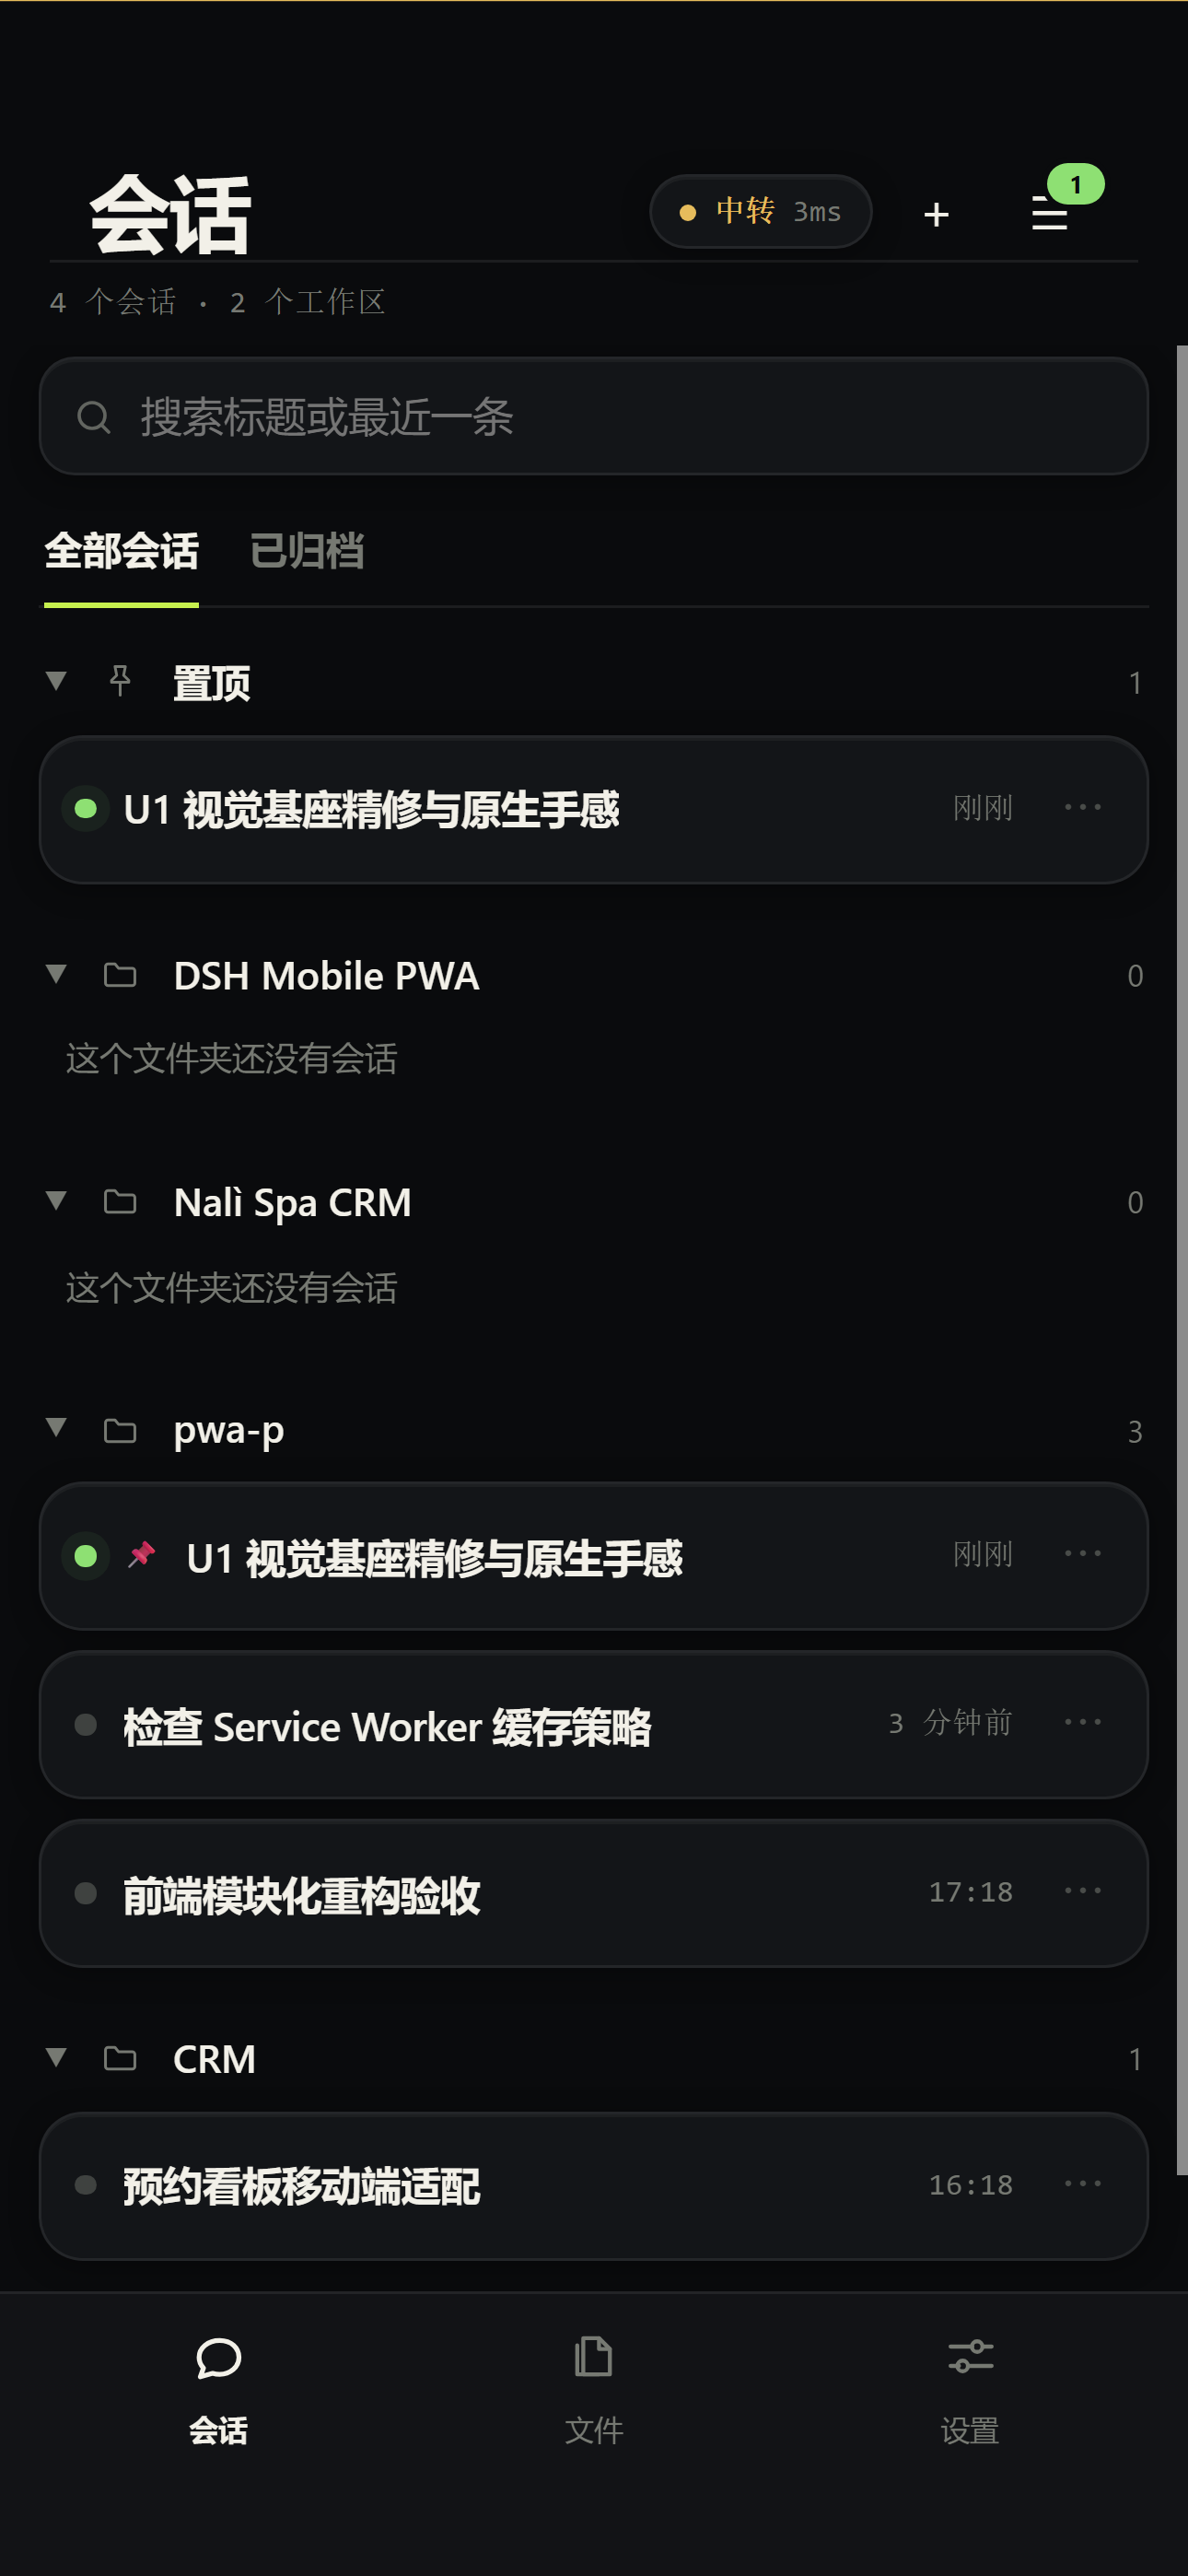 会话
中转 3ms
1
4 个会话 · 2 个工作区
搜索标题或最近一条
全部会话 已归档
置顶 1
U1 视觉基座精修与原生手感 刚刚
DSH Mobile PWA 0
这个文件夹还没有会话
Nalì Spa CRM 0
这个文件夹还没有会话
pwa-p 3
U1 视觉基座精修与原生手感 刚刚
检查 Service Worker 缓存策略 3 分钟前
前端模块化重构验收 17:18
CRM 1
预约看板移动端适配 16:18
会话 文件 设置